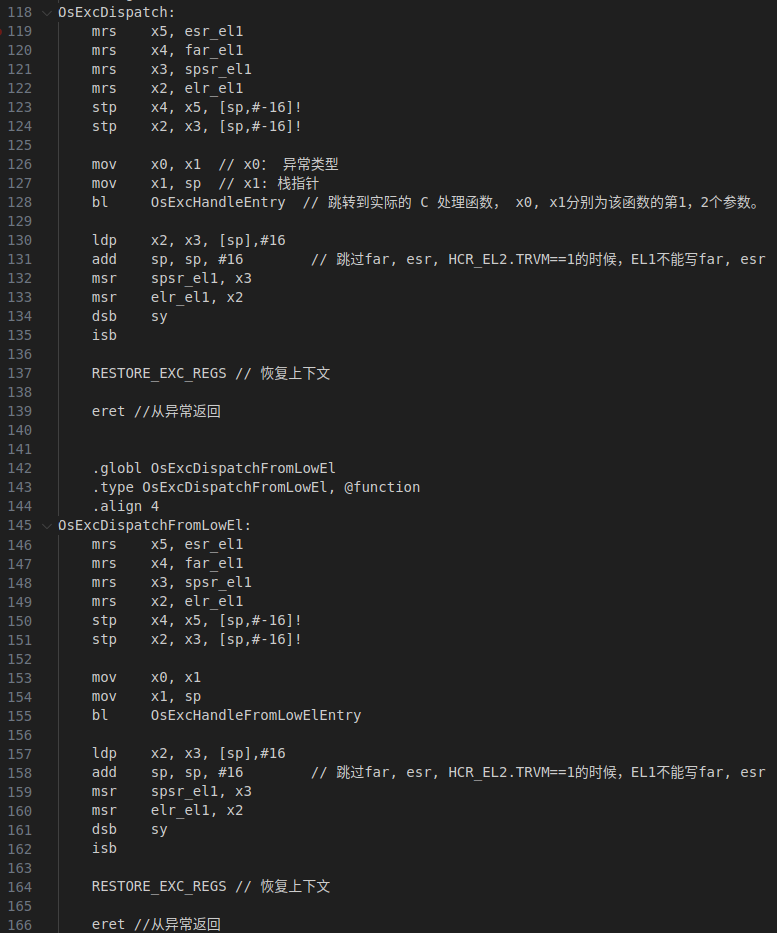 118 OsExcDispatch:
119 mrs x5, esr_el1
120 mrs x4, far_el1
121 mrs x3, spsr_el1
122 mrs x2, elr_el1
123 stp x4, x5, [sp,#-16]!
124 stp x2, x3, [sp,#-16]!
125
126 mov x0, x1 // x0: 异常类型
127 mov x1, sp // x1: 栈指针
128 bl OsExcHandleEntry // 跳转到实际的 C 处理函数, x0, x1分别为该函数的第1，2个参数。
129
130 ldp x2, x3, [sp],#16
131 add sp, sp, #16 // 跳过far, esr, HCR_EL2.TRVM==1的时候，EL1不能写far, esr
132 msr spsr_el1, x3
133 msr elr_el1, x2
134 dsb sy
135 isb
136
137 RESTORE_EXC_REGS // 恢复上下文
138
139 eret //从异常返回
140
141
142 .globl OsExcDispatchFromLowEl
143 .type OsExcDispatchFromLowEl, @function
144 .align 4
145 OsExcDispatchFromLowEl:
146 mrs x5, esr_el1
147 mrs x4, far_el1
148 mrs x3, spsr_el1
149 mrs x2, elr_el1
150 stp x4, x5, [sp,#-16]!
151 stp x2, x3, [sp,#-16]!
152
153 mov x0, x1
154 mov x1, sp
155 bl OsExcHandleFromLowElEntry
156
157 ldp x2, x3, [sp],#16
158 add sp, sp, #16 // 跳过far, esr, HCR_EL2.TRVM==1的时候，EL1不能写far, esr
159 msr spsr_el1, x3
160 msr elr_el1, x2
161 dsb sy
162 isb
163
164 RESTORE_EXC_REGS // 恢复上下文
165
166 eret //从异常返回